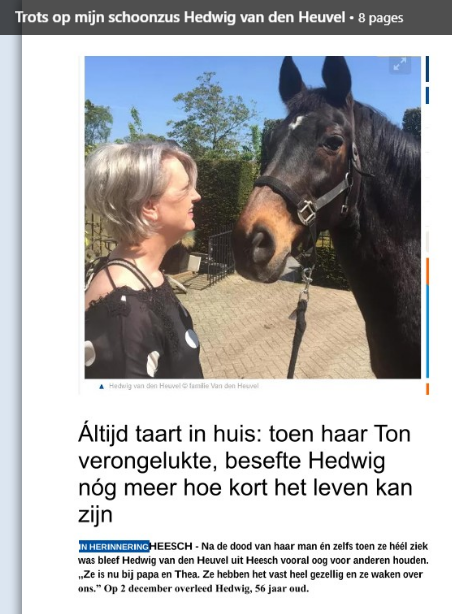 Trots op mijn schoonzus Hedwig van den Heuvel • 8 pages
▲ Hedwig van den Heuvel © familie Van den Heuvel
Áltijd taart in huis: toen haar Ton
verongelukte, besefte Hedwig
nóg meer hoe kort het leven kan
zijn
IN HERINNERING HEESCH - Na de dood van haar man én zelfs toen ze héél ziek
was bleef Hedwig van den Heuvel uit Heesch vooral oog voor anderen houden.
„Ze is nu bij papa en Thea. Ze hebben het vast heel gezellig en ze waken over
ons.” Op 2 december overleed Hedwig, 56 jaar oud.